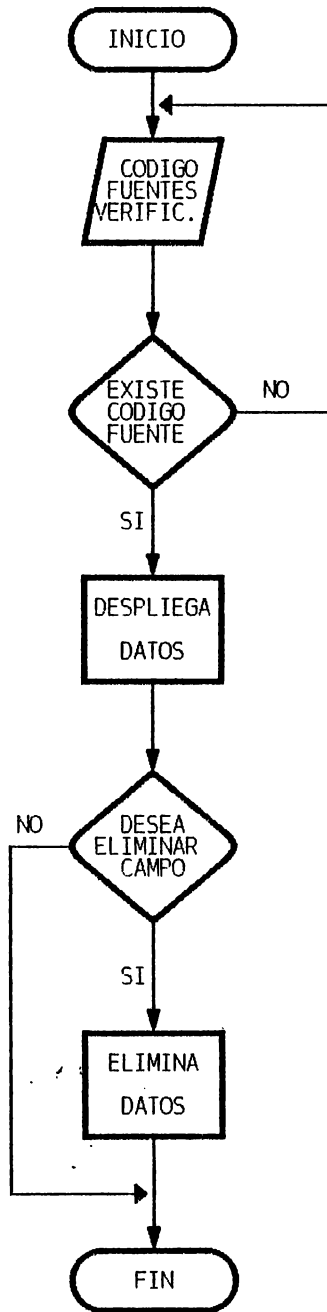 INICIO
CODIGO
FUENTES
VERIFIC.
EXISTE
CODIGO
FUENTE
NO
SI
DESPLIEGA
DATOS
NO
DESEA
ELIMINAR
CAMPO
SI
ELIMINA
DATOS
FIN